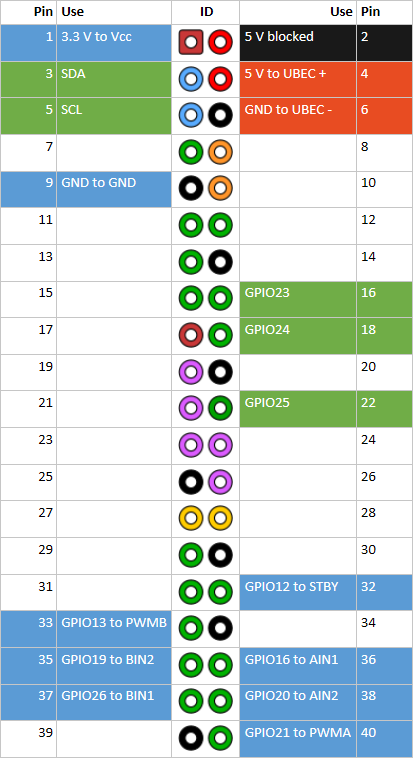 Pin Use ID Use Pin
1 3.3 V to Vcc 5 V blocked 2
3 SDA 5 V to UBEC + 4
5 SCL GND to UBEC - 6
7 8
9 GND to GND 10
11 12
13 14
15 GPIO23 16
17 GPIO24 18
19 20
21 GPIO25 22
23 24
25 26
27 28
29 30
31 GPIO12 to STBY 32
33 GPIO13 to PWMB 34
35 GPIO19 to BIN2 GPIO16 to AIN1 36
37 GPIO26 to BIN1 GPIO20 to AIN2 38
39 GPIO21 to PWMA 40